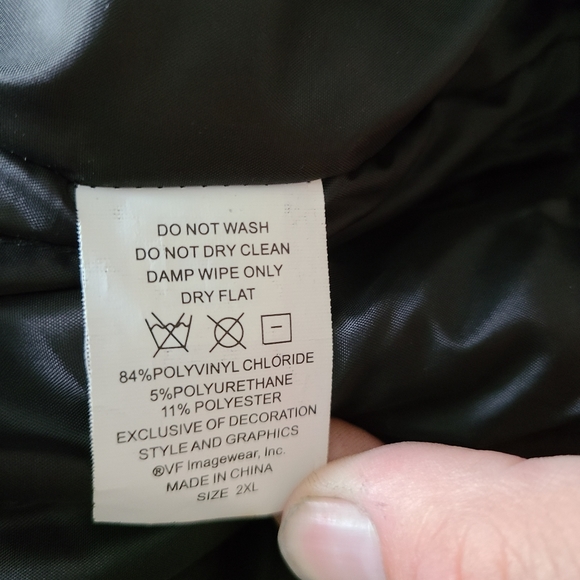 DO NOT WASH
DO NOT DRY CLEAN
DAMP WIPE ONLY
DRY FLAT
84%POLYVINYL CHLORIDE
5%POLYURETHANE
11% POLYESTER
EXCLUSIVE OF DECORATION
STYLE AND GRAPHICS
®VF Imagewear, Inc.
MADE IN CHINA
SIZE 2XL